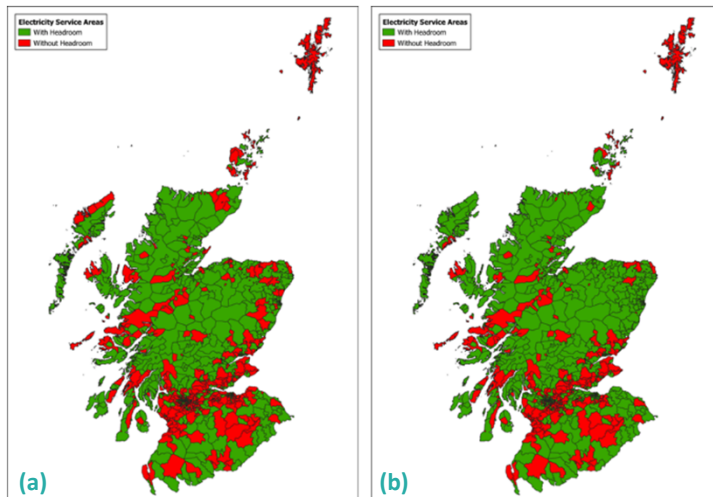 Electricity Service Areas
With Headroom
Without Headroom
(a)
Electricity Service Areas
With Headroom
Without Headroom
(b)